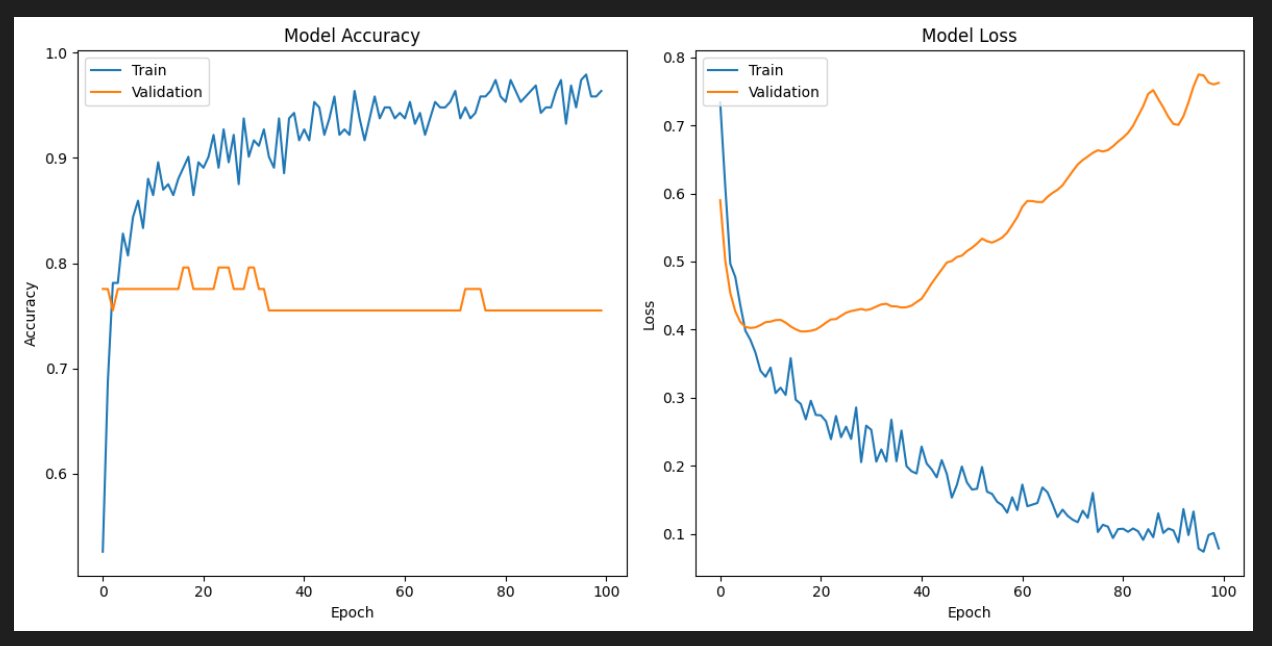 Model Accuracy
Train
Validation
1.0
0.9
0.8
0.7
0.6
Accuracy
0 20 40 60 80 100
Epoch
Model Loss
Train
Validation
0.8
0.7
0.6
0.5
0.4
0.3
0.2
0.1
Loss
0 20 40 60 80 100
Epoch